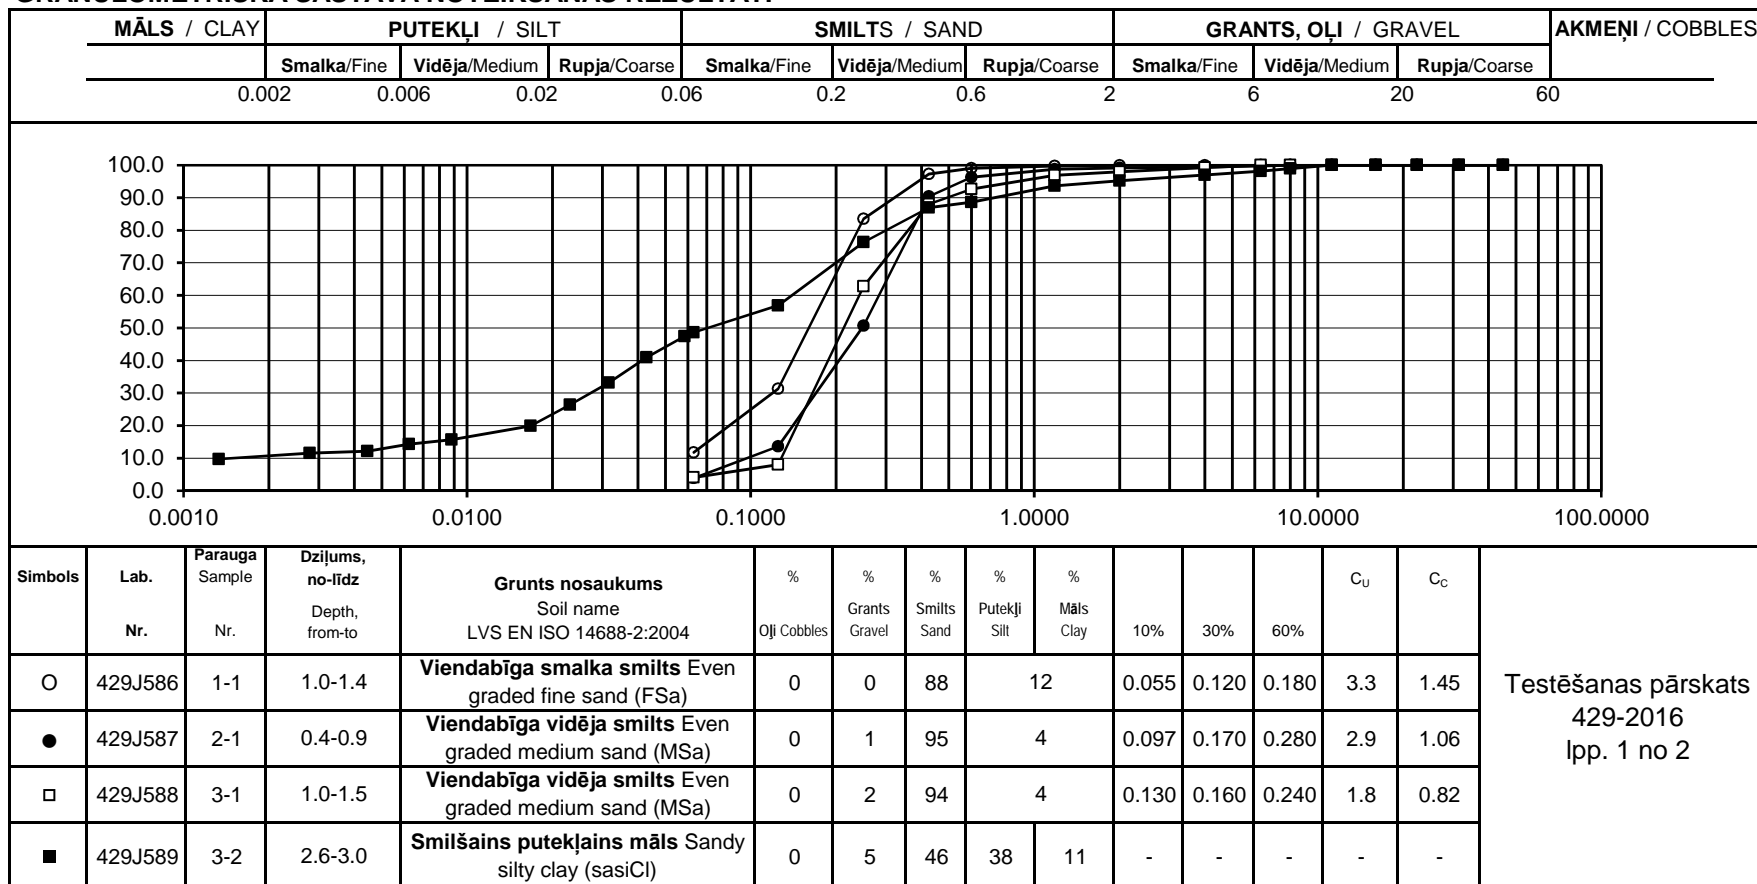 GRANULOMETRISKĀ SASTĀVA NOTEIKŠANAS REZULTĀTI
MĀLS / CLAY PUTEKĻI / SILT SMILTS / SAND GRANTS, OĻI / GRAVEL AKMEŅI / COBBLES
Smalka/Fine Vidēja/Medium Rupja/Coarse Smalka/Fine Vidēja/Medium Rupja/Coarse Smalka/Fine Vidēja/Medium Rupja/Coarse
0.002 0.006 0.02 0.06 0.2 0.6 2 6 20 60
100.0
90.0
80.0
70.0
60.0
50.0
40.0
30.0
20.0
10.0
0.0
0.0010 0.0100 0.1000 1.0000 10.0000 100.0000
Simbols Lab. Nr. Parauga Sample Nr. Dziļums, no-līdz Depth, from-to Grunts nosaukums Soil name LVS EN ISO 14688-2:2004 % Oļi Cobbles % Grants Gravel % Smilts Sand % Putekļi Silt % Māls Clay 10% 30% 60% CU CC
429J586 1-1 1.0-1.4 Viendabīga smalka smilts Even graded fine sand (FSa) 0 0 88 12 0.055 0.120 0.180 3.3 1.45
429J587 2-1 0.4-0.9 Viendabīga vidēja smilts Even graded medium sand (MSa) 0 1 95 4 0.097 0.170 0.280 2.9 1.06
429J588 3-1 1.0-1.5 Viendabīga vidēja smilts Even graded medium sand (MSa) 0 2 94 4 0.130 0.160 0.240 1.8 0.82
429J589 3-2 2.6-3.0 Smilšains putekļains māls Sandy silty clay (sasiCl) 0 5 46 38 11 - - - - -
Testēšanas pārskats
429-2016
lpp. 1 no 2